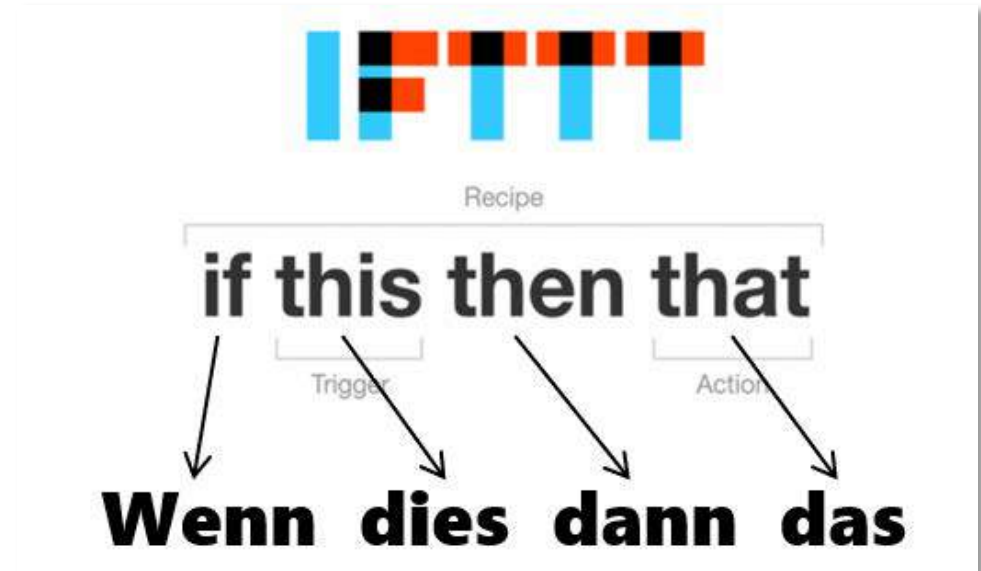 IFTTT
Recipe
if this then that
Trigger Action
Wenn dies dann das